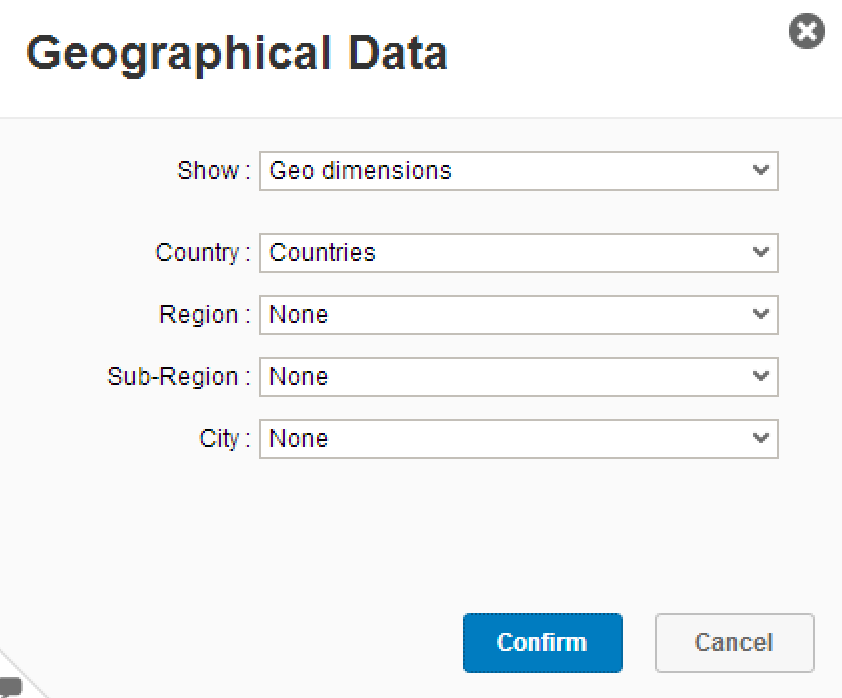 Geographical Data
Show : Geo dimensions
Country : Countries
Region : None
Sub-Region : None
City : None
Confirm Cancel